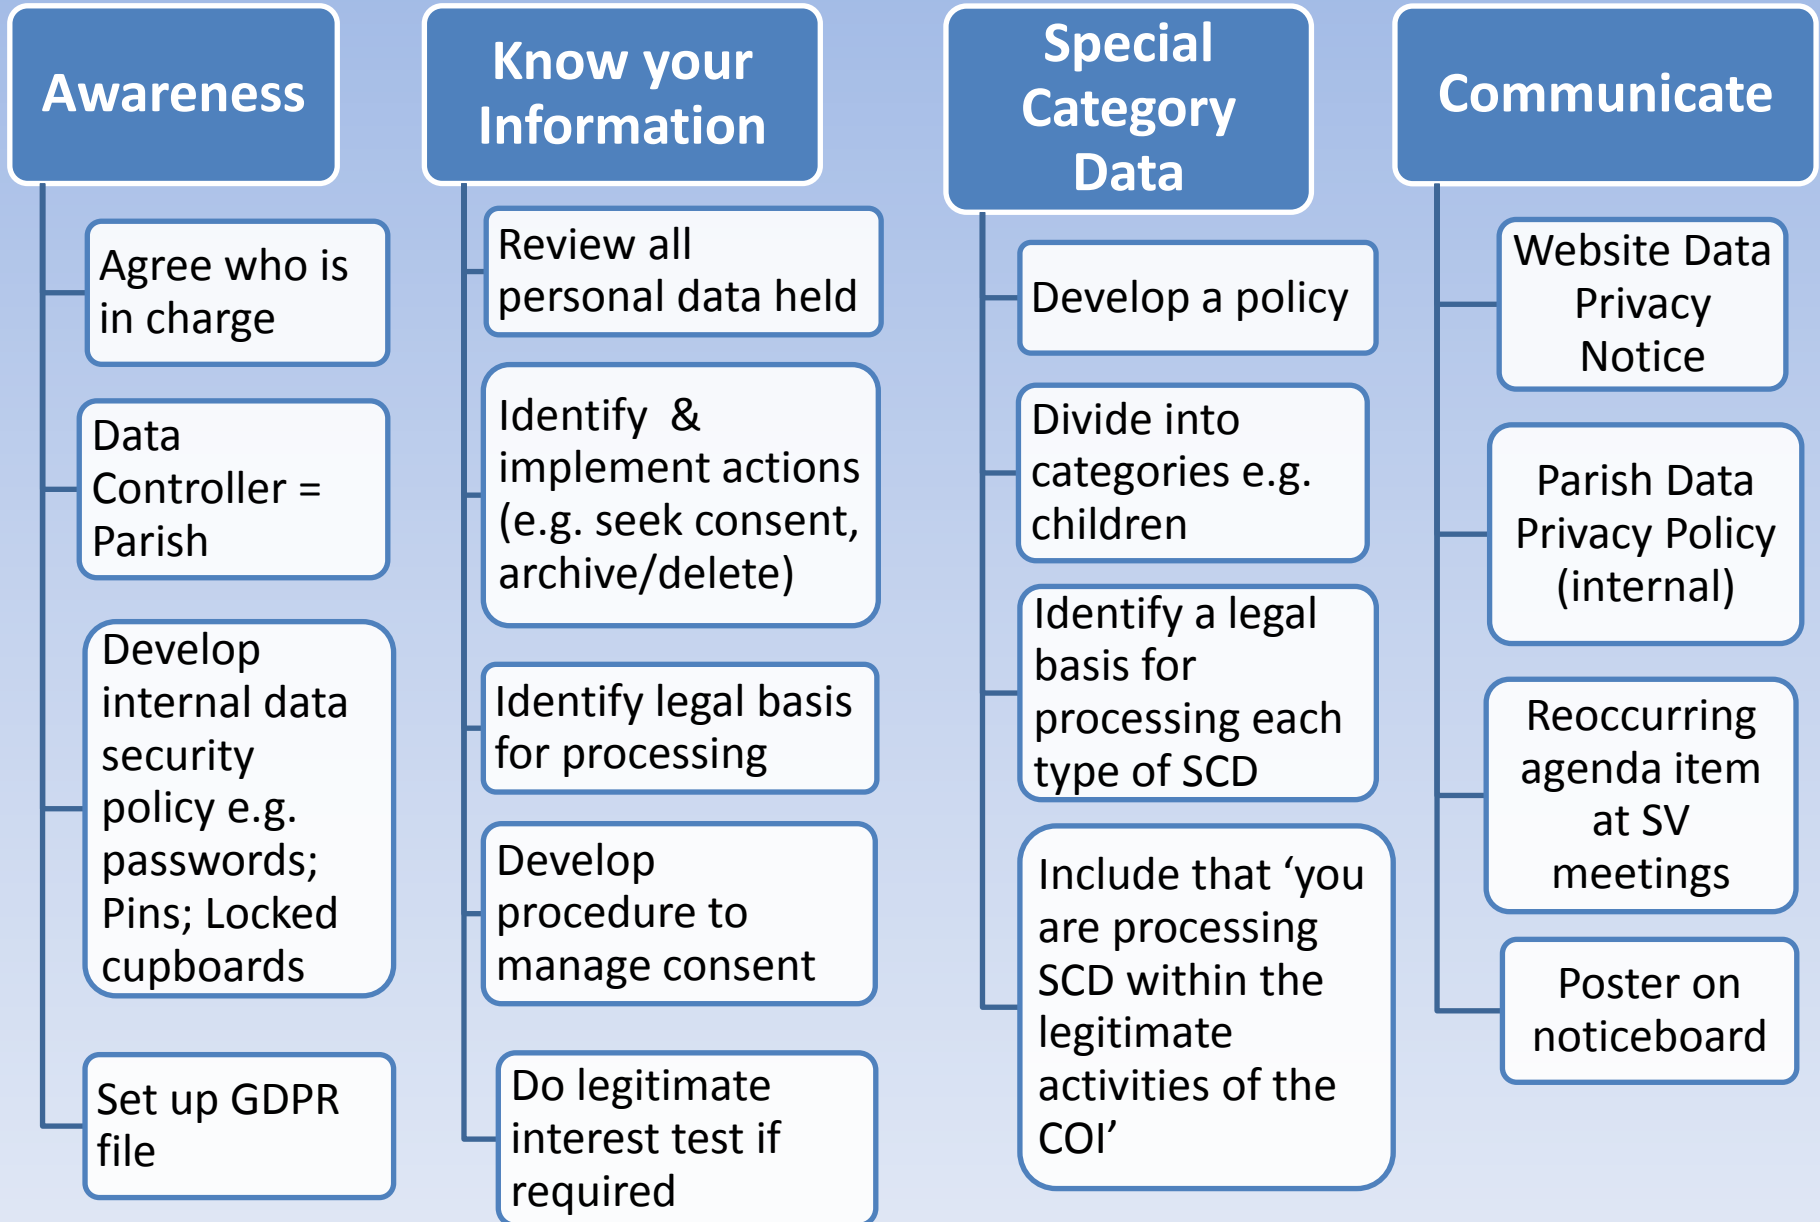 Awareness
Agree who is
in charge
Data
Controller =
Parish
Develop
internal data
security
policy e.g.
passwords;
Pins; Locked
cupboards
Set up GDPR
file
Know your
Information
Review all
personal data held
Identify  &
implement actions
(e.g. seek consent,
archive/delete)
Identify legal basis
for processing
Develop
procedure to
manage consent
Do legitimate
interest test if
required
Special
Category
Data
Develop a policy
Divide into
categories e.g.
children
Identify a legal
basis for
processing each
type of SCD
Include that ‘you
are processing
SCD within the
legitimate
activities of the
COI’
Communicate
Website Data
Privacy
Notice
Parish Data
Privacy Policy
(internal)
Reoccurring
agenda item
at SV
meetings
Poster on
noticeboard